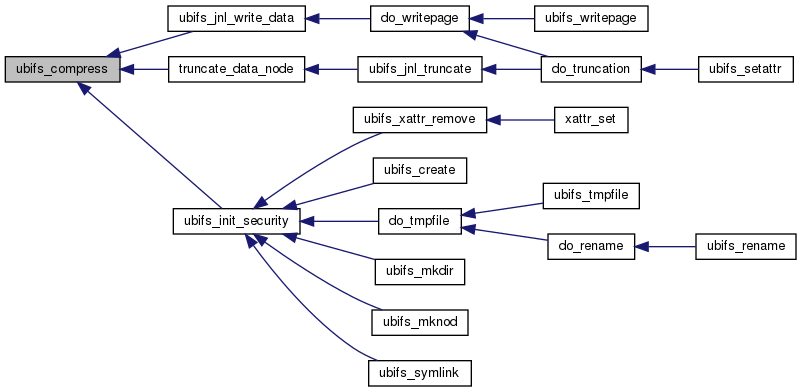 ubifs_jnl_write_data
do_writepage
ubifs_writepage
ubifs_compress
truncate_data_node
ubifs_jnl_truncate
do_truncation
ubifs_setattr
ubifs_xattr_remove
xattr_set
ubifs_create
ubifs_tmpfile
ubifs_init_security
do_tmpfile
do_rename
ubifs_rename
ubifs_mkdir
ubifs_mknod
ubifs_symlink